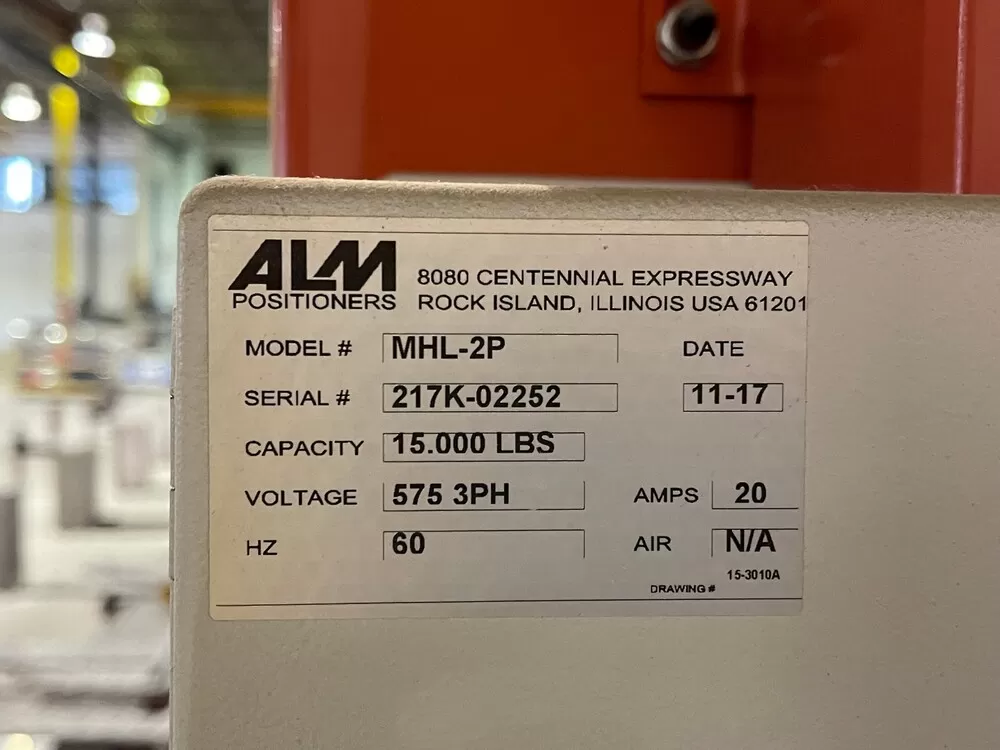 ALM
POSITIONERS
8080 CENTENNIAL EXPRESSWAY
ROCK ISLAND, ILLINOIS USA 61201
MODEL # MHL-2P DATE
SERIAL # 217K-02252 11-17
CAPACITY 15.000 LBS
VOLTAGE 575 3PH AMPS 20
HZ 60 AIR N/A
15-3010A
DRAWING #